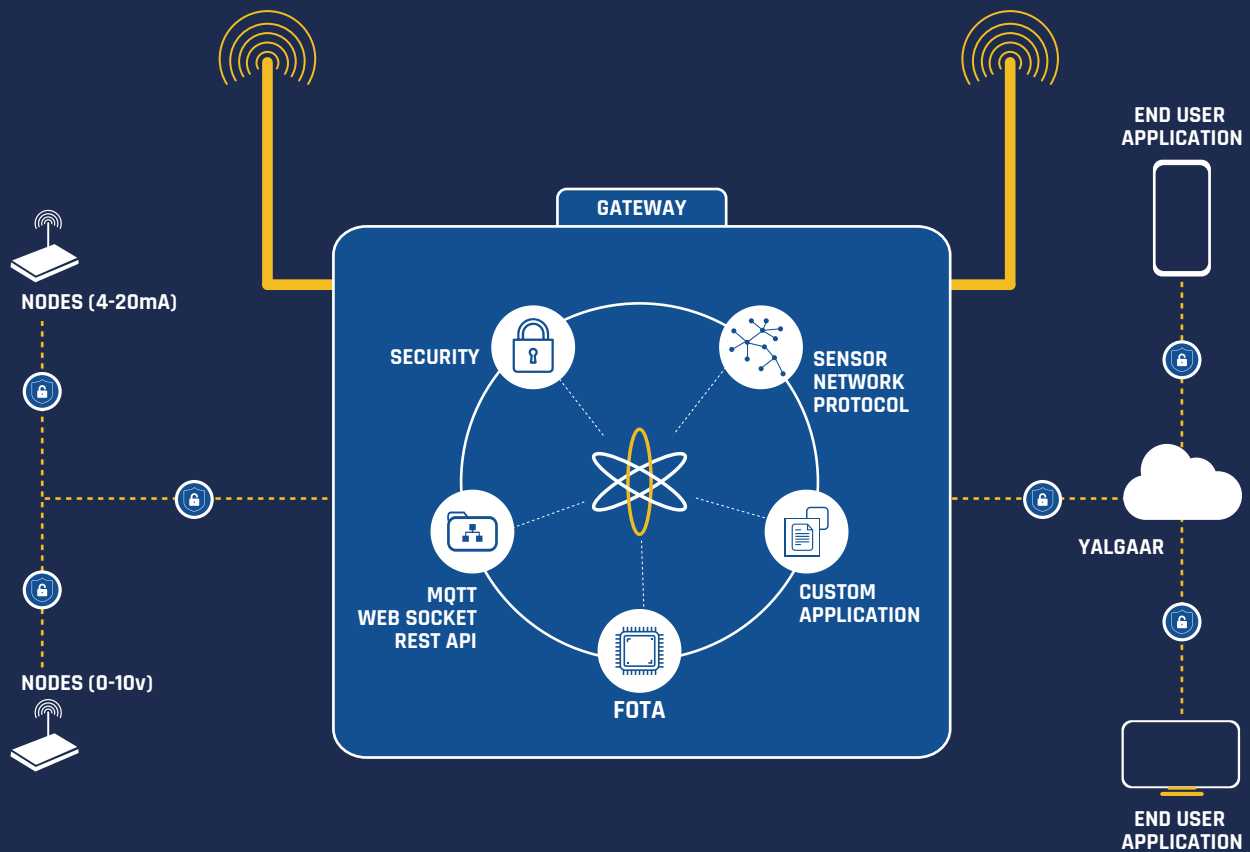 END USER
APPLICATION
GATEWAY
NODES (4-20mA)
SECURITY
SENSOR
NETWORK
PROTOCOL
YALGAAR
MQTT
WEB SOCKET
REST API
CUSTOM
APPLICATION
NODES (0-10v)
FOTA
END USER
APPLICATION